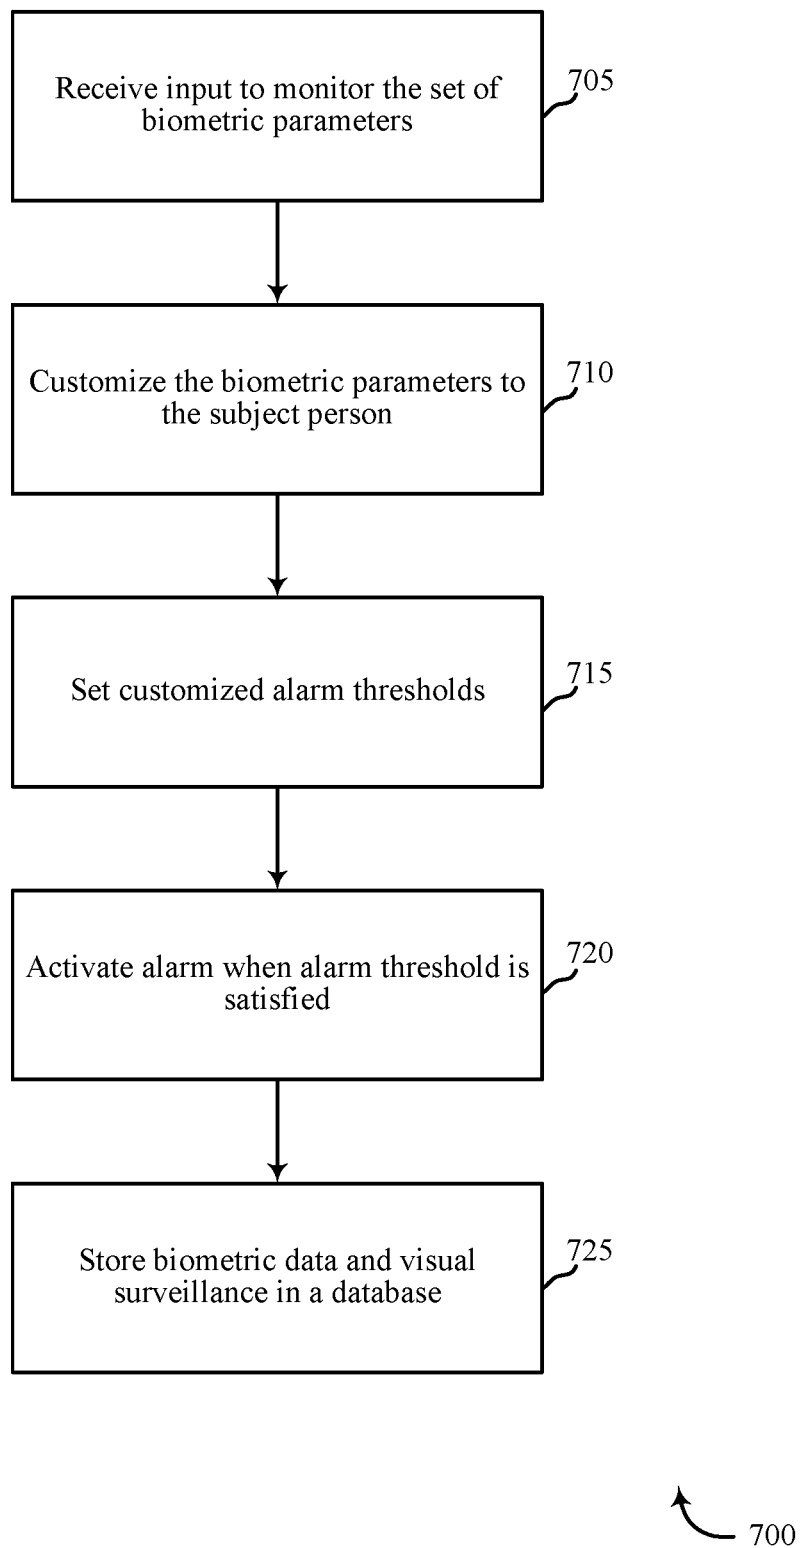 Receive input to monitor the set of
biometric parameters
705
Customize the biometric parameters to
the subject person
710
Set customized alarm thresholds
715
Activate alarm when alarm threshold is
satisfied
720
Store biometric data and visual
surveillance in a database
725
700